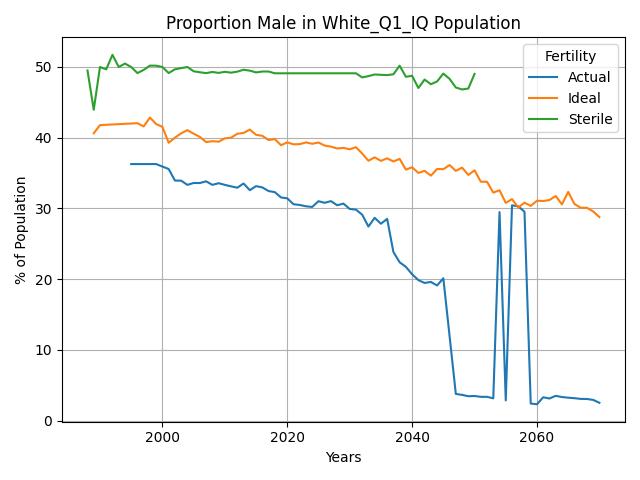 Proportion Male in White_Q1_IQ Population
Fertility
Actual
Ideal
Sterile
% of Population
50
40
30
20
10
0
2000
2020
2040
2060
Years